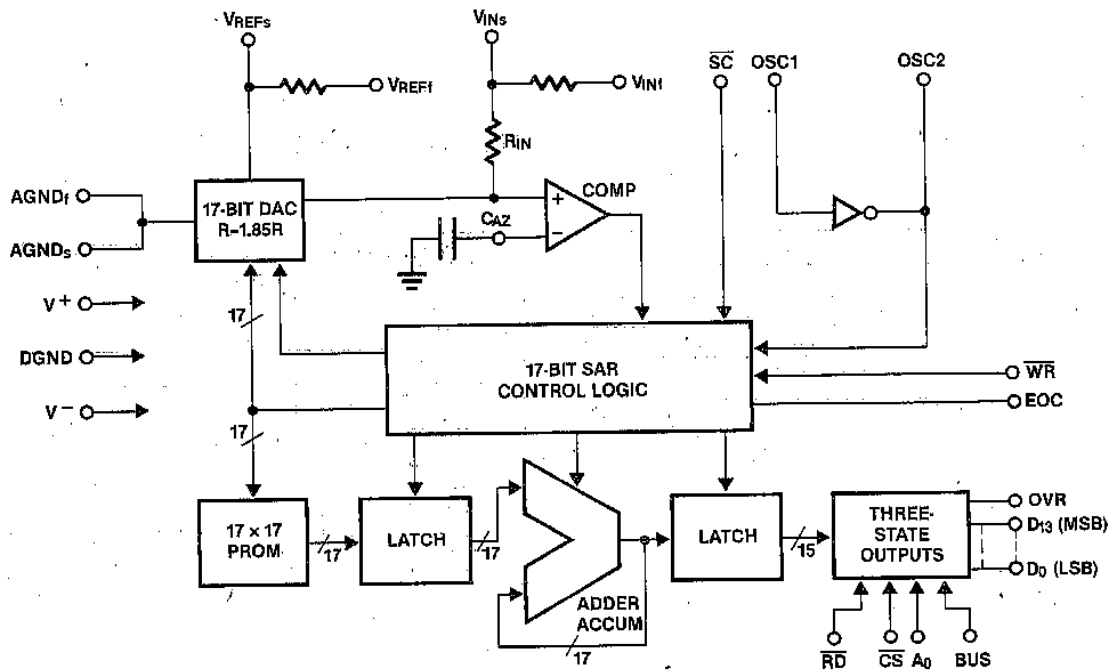 VREFs
VINs
SC
OSC1
OSC2
VREFf
VINf
RIN
AGNDf
AGNDs
17-BIT DAC
R–1.85R
COMP
CAZ
+
–
V+
DGND
V–
17
17-BIT SAR
CONTROL LOGIC
WR
EOC
17
17 × 17
PROM
17
LATCH
17
ADDER
ACCUM
17
LATCH
15
THREE-
STATE
OUTPUTS
OVR
D13 (MSB)
D0 (LSB)
RD
CS
A0
BUS